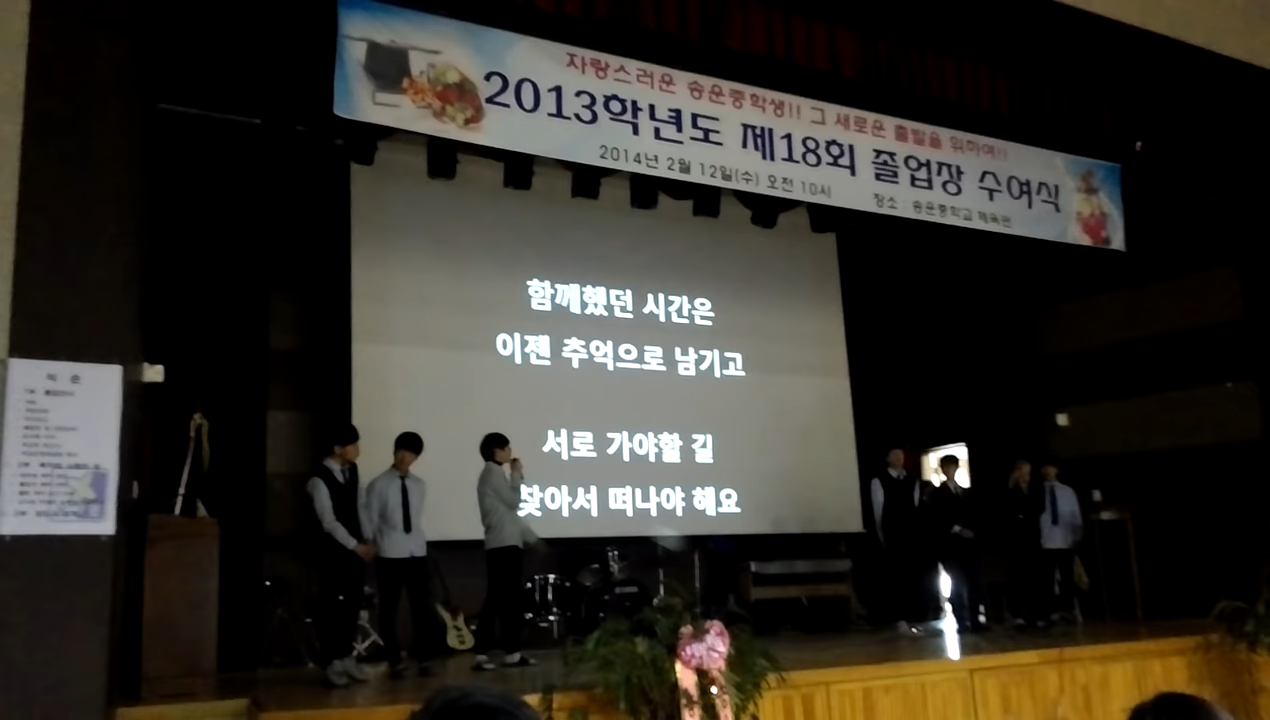 자랑스러운 송운중학생!! 그 새로운 출발을 위하여!!
2013학년도 제18회 졸업장 수여식
2014년 2월 12일(수) 오전 10시
장소 : 송운중학교 체육관
함께했던 시간은
이젠 추억으로 남기고
서로 가야할 길
찾아서 떠나야 해요
식 순